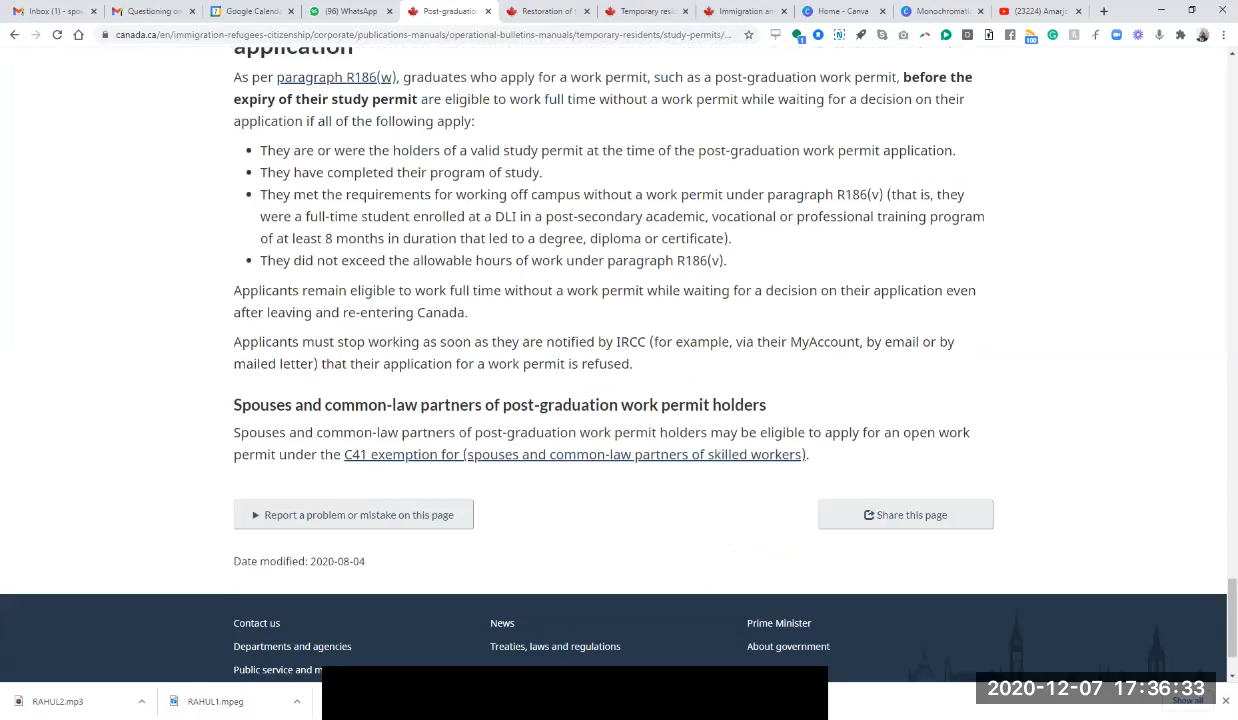 Inbox (1) - spo
Questioning on
Google Calenda
(96) WhatsApp
Post-graduatio
Restoration of
Temporary resi
Immigration an
Home - Canva
Monochromati
(23224) Amarj
canada.ca/en/immigration-refugees-citizenship/corporate/publications-manuals/operational-bulletins-manuals/temporary-residents/study-permits/...
application
As per paragraph R186(w), graduates who apply for a work permit, such as a post-graduation work permit, before the
expiry of their study permit are eligible to work full time without a work permit while waiting for a decision on their
application if all of the following apply:
They are or were the holders of a valid study permit at the time of the post-graduation work permit application.
They have completed their program of study.
They met the requirements for working off campus without a work permit under paragraph R186(v) (that is, they
were a full-time student enrolled at a DLI in a post-secondary academic, vocational or professional training program
of at least 8 months in duration that led to a degree, diploma or certificate).
They did not exceed the allowable hours of work under paragraph R186(v).
Applicants remain eligible to work full time without a work permit while waiting for a decision on their application even
after leaving and re-entering Canada.
Applicants must stop working as soon as they are notified by IRCC (for example, via their MyAccount, by email or by
mailed letter) that their application for a work permit is refused.
Spouses and common-law partners of post-graduation work permit holders
Spouses and common-law partners of post-graduation work permit holders may be eligible to apply for an open work
permit under the C41 exemption for (spouses and common-law partners of skilled workers).
Report a problem or mistake on this page
Share this page
Date modified: 2020-08-04
Contact us
News
Prime Minister
Departments and agencies
Treaties, laws and regulations
About government
Public service and m
RAHUL2.mp3
RAHUL1.mpeg
2020-12-07 17:36:33
Show all